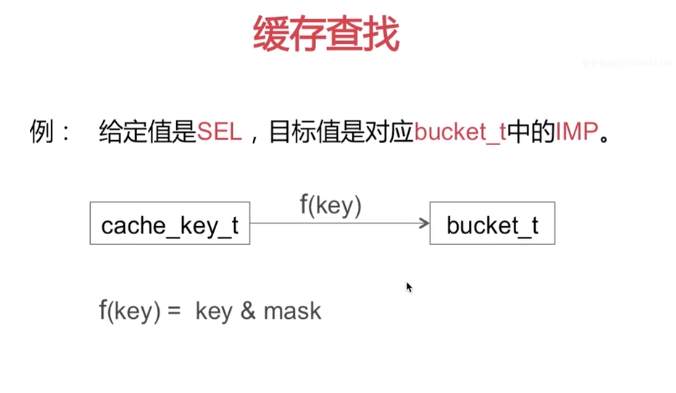 缓存查找
例： 给定值是SEL，目标值是对应bucket_t中的IMP。
f(key)
cache_key_t
bucket_t
f(key) = key & mask